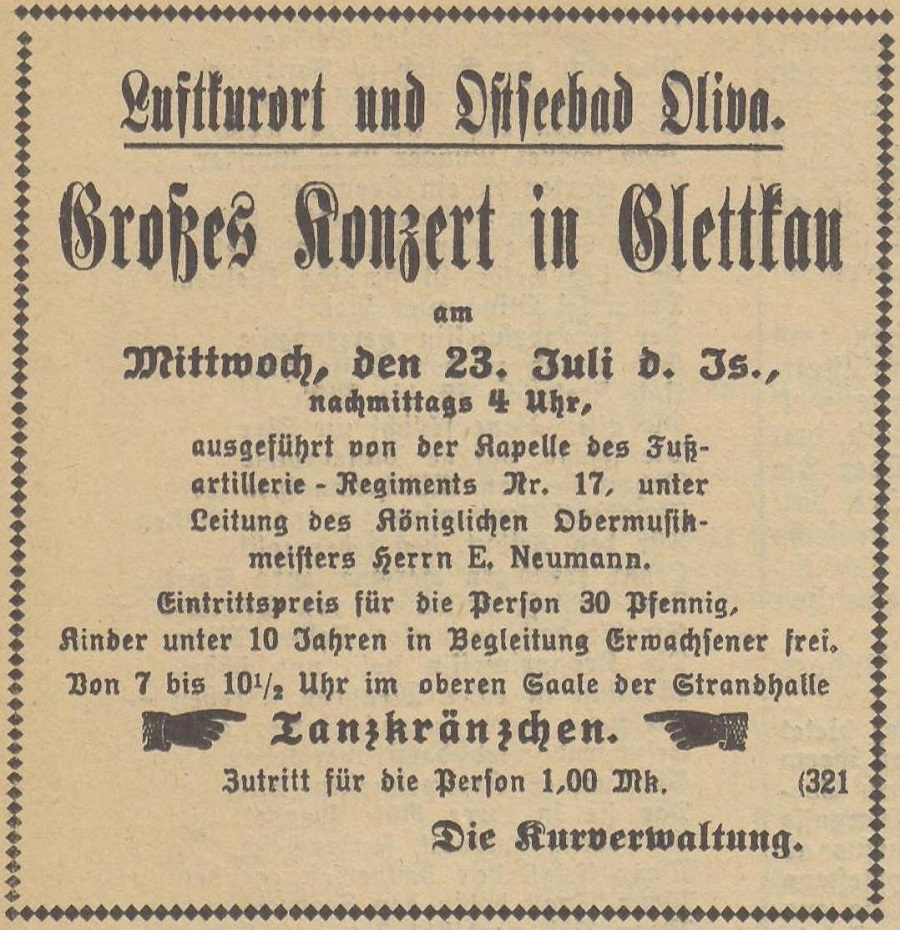 Luftkurort und Ostseebad Oliva.
Großes Konzert in Glettkau
am
Mittwoch, den 23. Juli d. Js.,
nachmittags 4 Uhr,
ausgeführt von der Kapelle des Fuß-
artillerie-Regiments Nr. 17, unter
Leitung des Königlichen Obermusik-
meisters Herrn E. Neumann.
Eintrittspreis für die Person 30 Pfennig,
Kinder unter 10 Jahren in Begleitung Erwachsener frei.
Von 7 bis 10½ Uhr im oberen Saale der Strandhalle
Tanzkränzchen.
Zutritt für die Person 1,00 Mk. (321
Die Kurverwaltung.